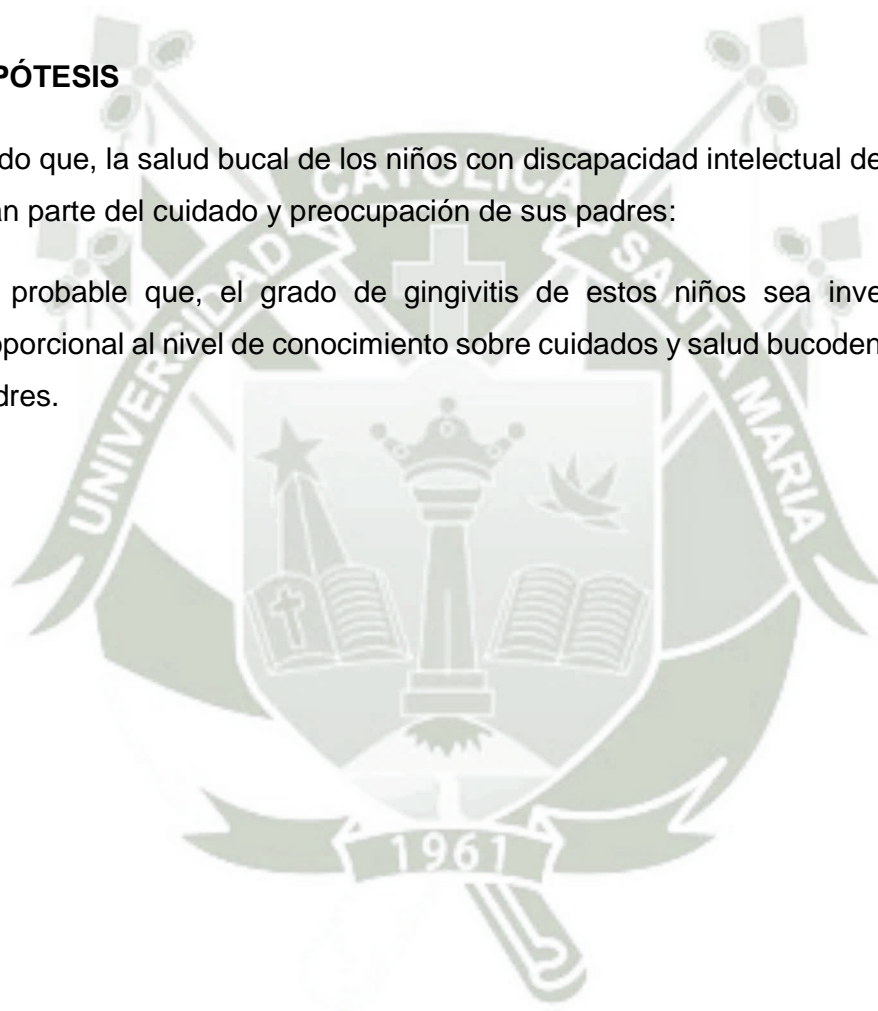 PÓTESIS
do que, la salud bucal de los niños con discapacidad intelectual de
an parte del cuidado y preocupación de sus padres:
probable que, el grado de gingivitis de estos niños sea inve
oporcional al nivel de conocimiento sobre cuidados y salud bucoden
dres.
UNIVERSIDAD CATOLICA SANTA MARIA
1961